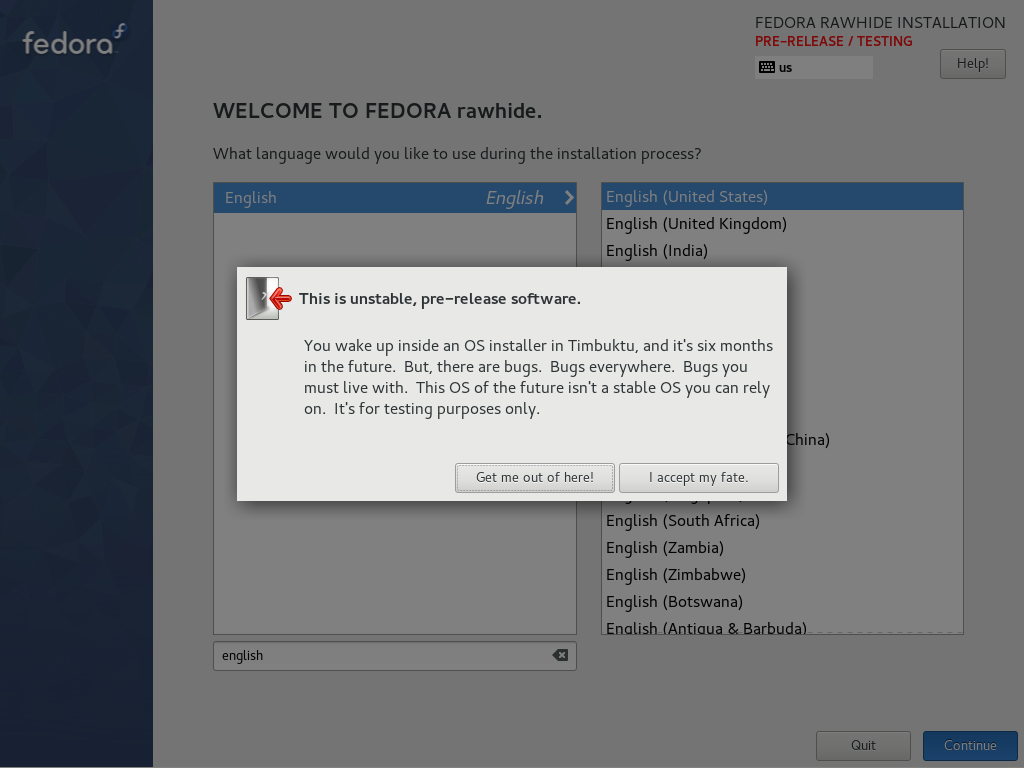 fedora
FEDORA RAWHIDE INSTALLATION
PRE-RELEASE / TESTING
us
Help!
WELCOME TO FEDORA rawhide.
What language would you like to use during the installation process?
English English
English (United States)
English (United Kingdom)
English (India)
This is unstable, pre-release software.
You wake up inside an OS installer in Timbuktu, and it's six months
in the future. But, there are bugs. Bugs everywhere. Bugs you
must live with. This OS of the future isn't a stable OS you can rely
on. It's for testing purposes only.
China)
Get me out of here!
I accept my fate.
English (South Africa)
English (Zambia)
English (Zimbabwe)
English (Botswana)
English (Antigua & Barbuda)
english
Quit
Continue